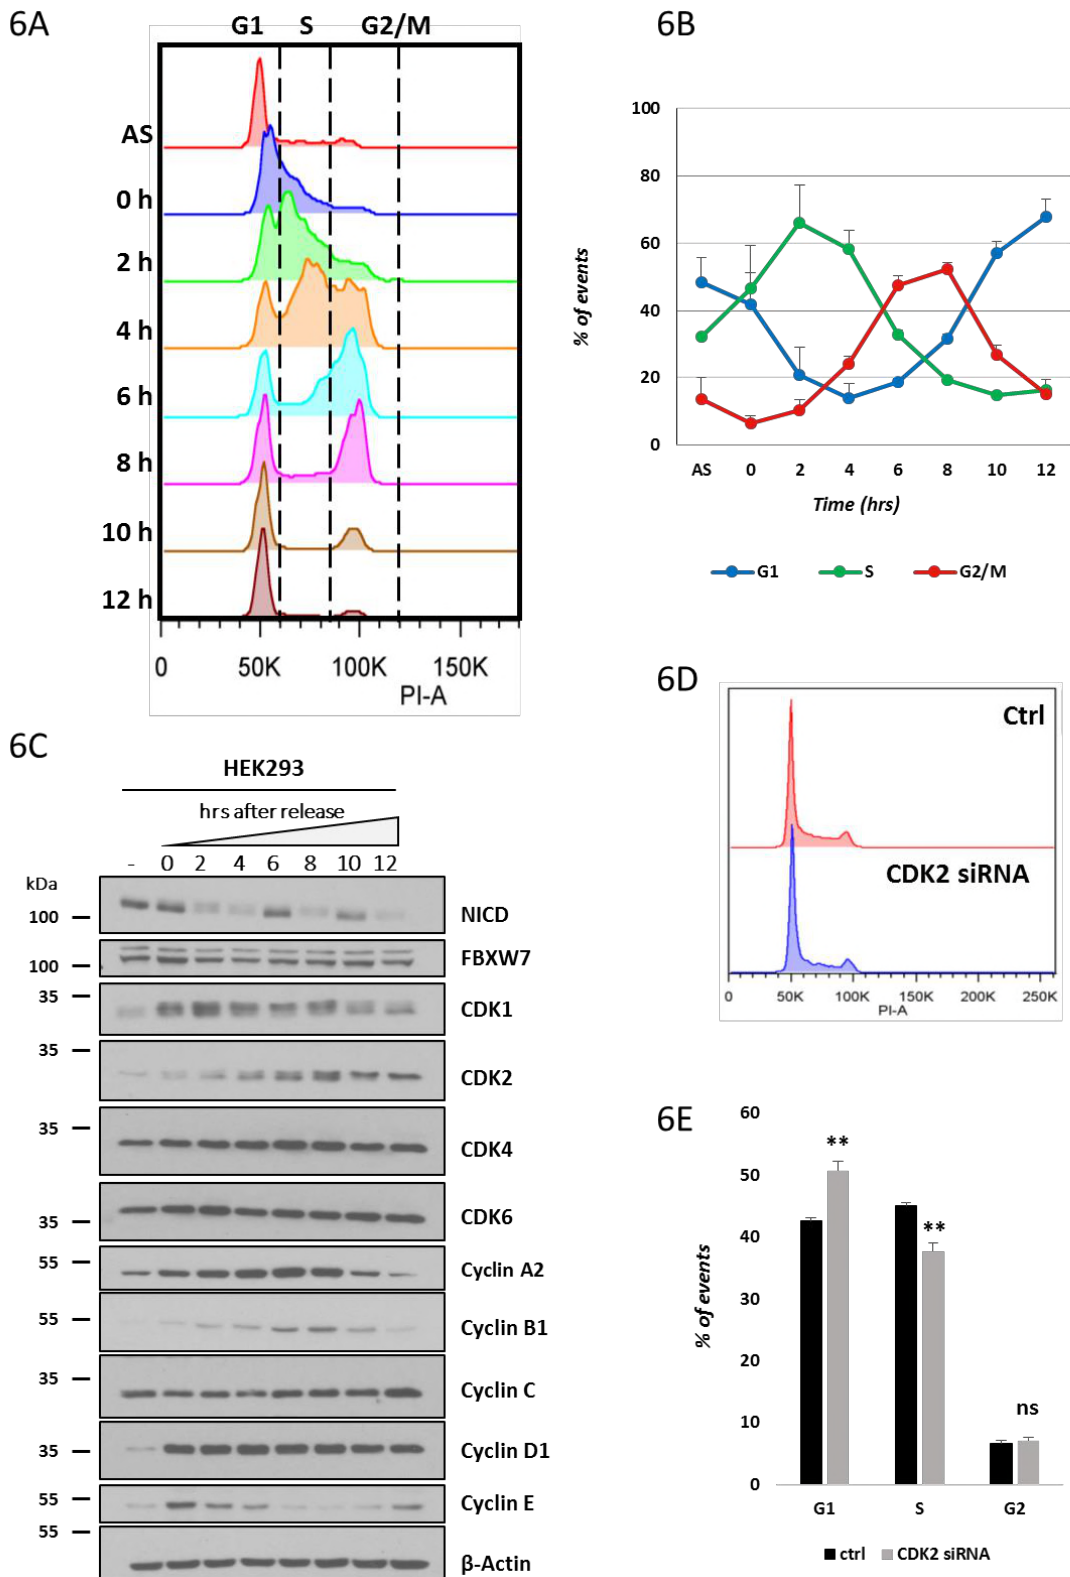 6A
G1 S G2/M
AS
0 h
2 h
4 h
6 h
8 h
10 h
12 h
0 50K 100K 150K
PI-A
6B
100
80
60
40
20
0
% of events
AS 0 2 4 6 8 10 12
Time (hrs)
G1 S G2/M
6C
HEK293
hrs after release
- 0 2 4 6 8 10 12
kDa
100 NICD
100 FBXW7
35 CDK1
35 CDK2
35 CDK4
35 CDK6
55 Cyclin A2
55 Cyclin B1
35 Cyclin C
35 Cyclin D1
55 Cyclin E
55 β-Actin
6D
Ctrl
CDK2 siRNA
0 50K 100K 150K 200K 250K
PI-A
6E
60
50
40
30
20
10
0
% of events
**
**
ns
G1 S G2
ctrl CDK2 siRNA